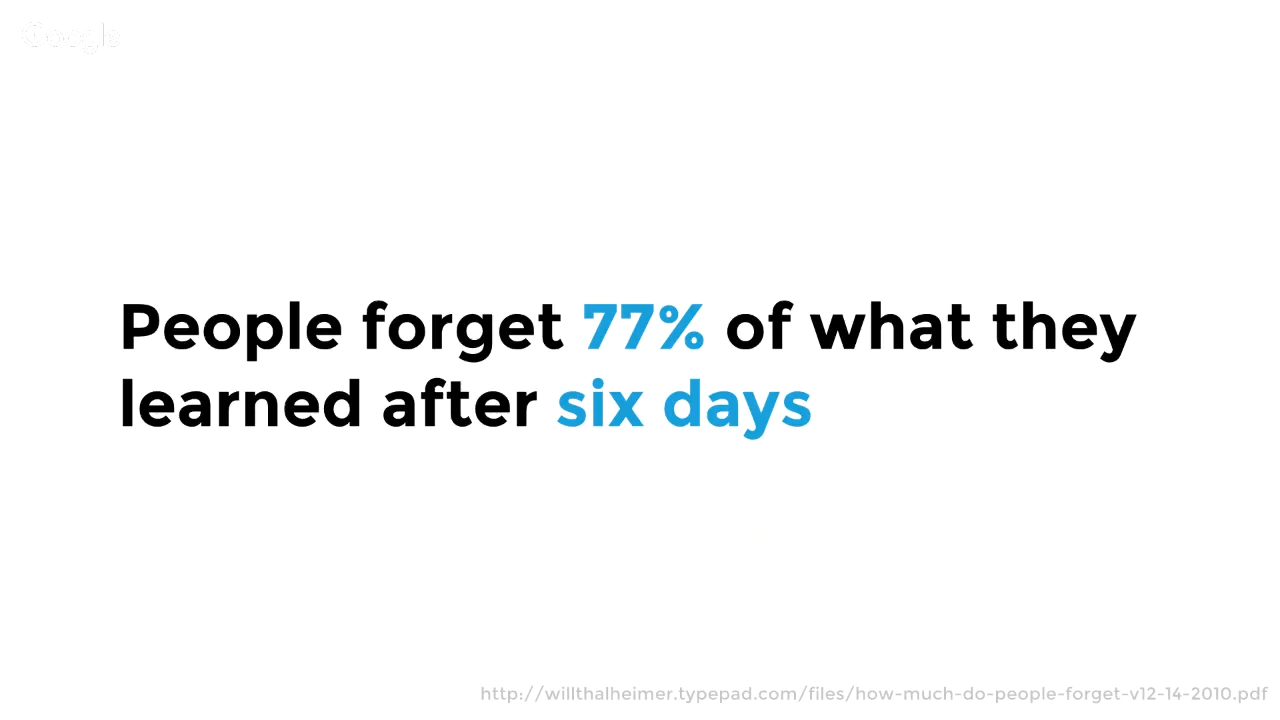 Google
People forget 77% of what they
learned after six days
http://willthalheimer.typepad.com/files/how-much-do-people-forget-v12-14-2010.pdf